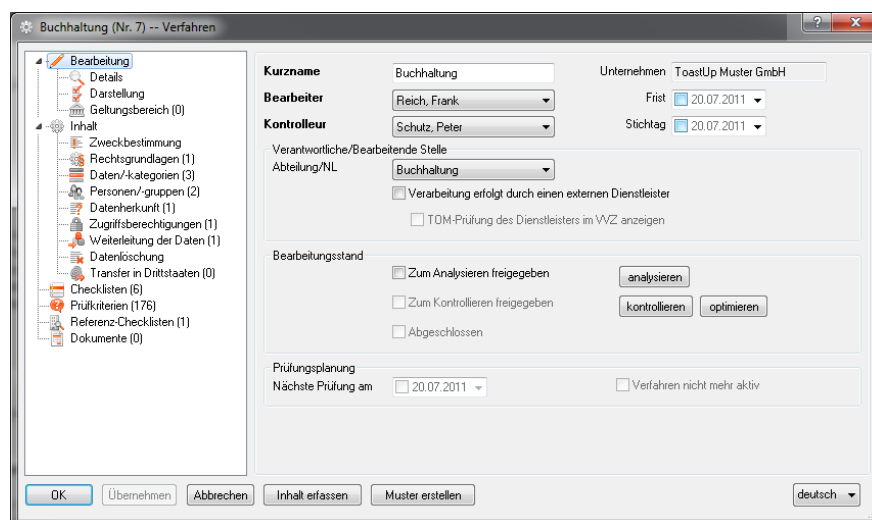 Buchhaltung (Nr. 7) -- Verfahren
?
Bearbeitung
Details
Darstellung
Geltungsbereich (0)
Inhalt
Zweckbestimmung
Rechtsgrundlagen (1)
Daten/-kategorien (3)
Personen/-gruppen (2)
Datenherkunft (1)
Zugriffsberechtigungen (1)
Weiterleitung der Daten (1)
Datenlöschung
Transfer in Drittstaaten (0)
Checklisten (6)
Prüfkriterien (176)
Referenz-Checklisten (1)
Dokumente (0)
Kurzname Buchhaltung Unternehmen ToastUp Muster GmbH
Bearbeiter Reich, Frank Frist 20.07.2011
Kontrolleur Schutz, Peter Stichtag 20.07.2011
Verantwortliche/Bearbeitende Stelle
Abteilung/NL Buchhaltung
Verarbeitung erfolgt durch einen externen Dienstleister
TOM-Prüfung des Dienstleisters im VVZ anzeigen
Bearbeitungsstand
Zum Analysieren freigegeben analysieren
Zum Kontrollieren freigegeben kontrollieren optimieren
Abgeschlossen
Prüfungsplanung
Nächste Prüfung am 20.07.2011 Verfahren nicht mehr aktiv
OK Übernehmen Abbrechen Inhalt erfassen Muster erstellen deutsch